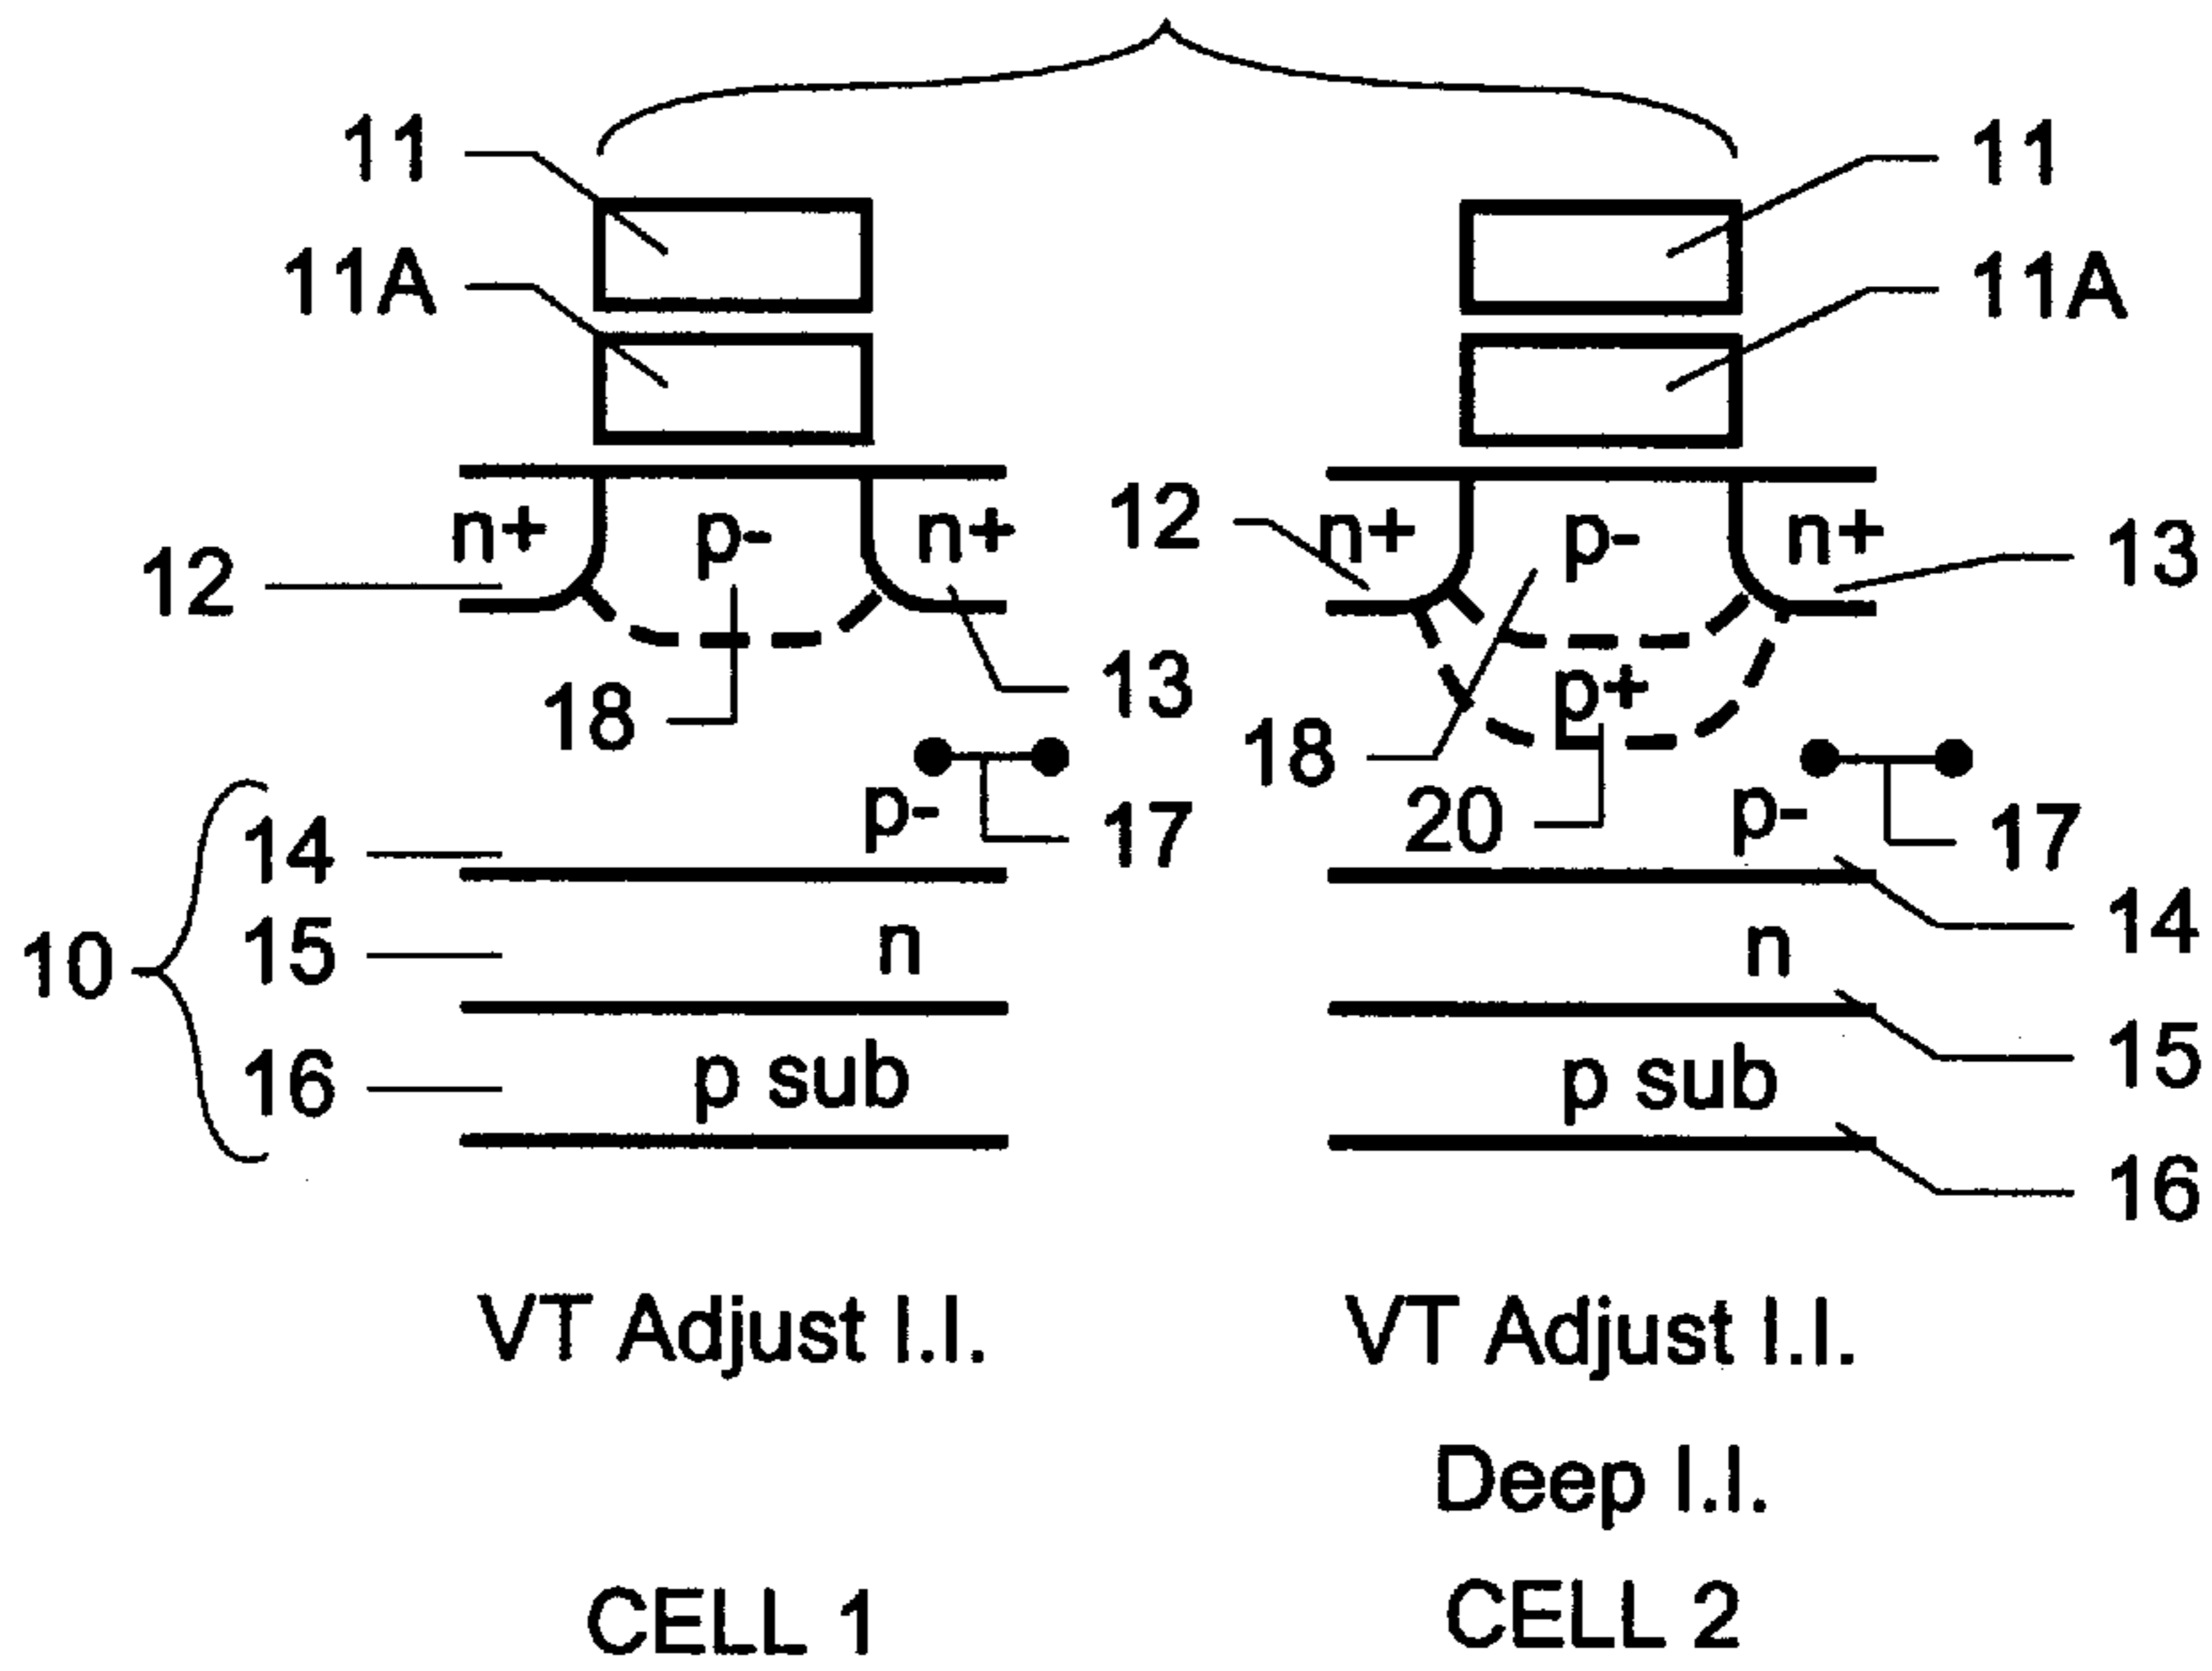 11 11
11A 11A
n+ p- n+ 12 n+ p- n+ 13
12
18 13 18 p+
p- 17 20 p- 17
14 14
10 15 n n 15
16 p sub p sub 16
VT Adjust I.I. VT Adjust I.I.
Deep I.I.
CELL 1 CELL 2